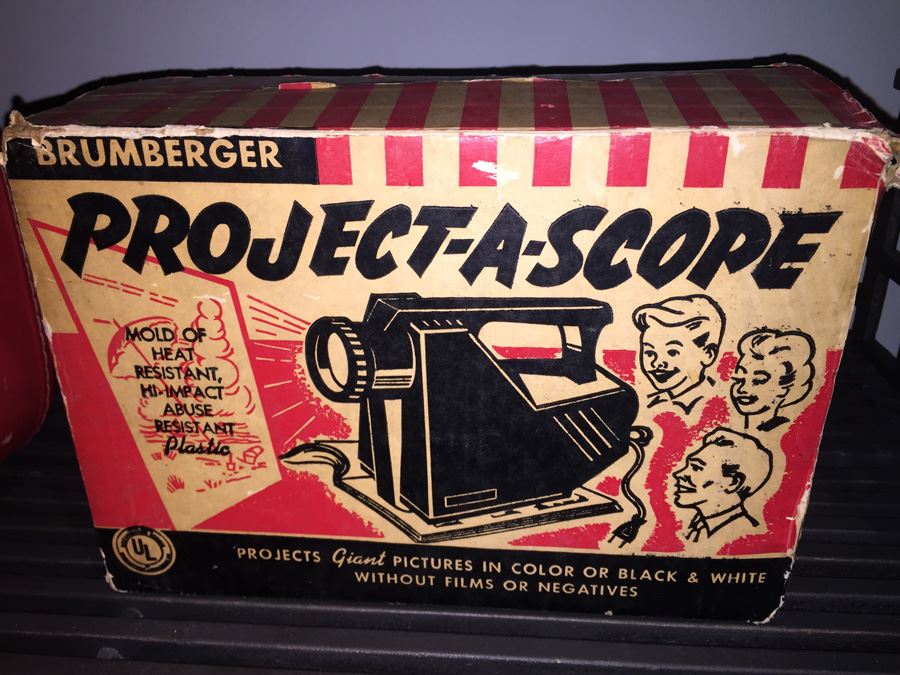 BRUMBERGER
PROJECT-A-SCOPE
MOLD OF
HEAT
RESISTANT,
HI-IMPACT
ABUSE
RESISTANT
Plastic
UL
PROJECTS Giant PICTURES IN COLOR OR BLACK & WHITE
WITHOUT FILMS OR NEGATIVES